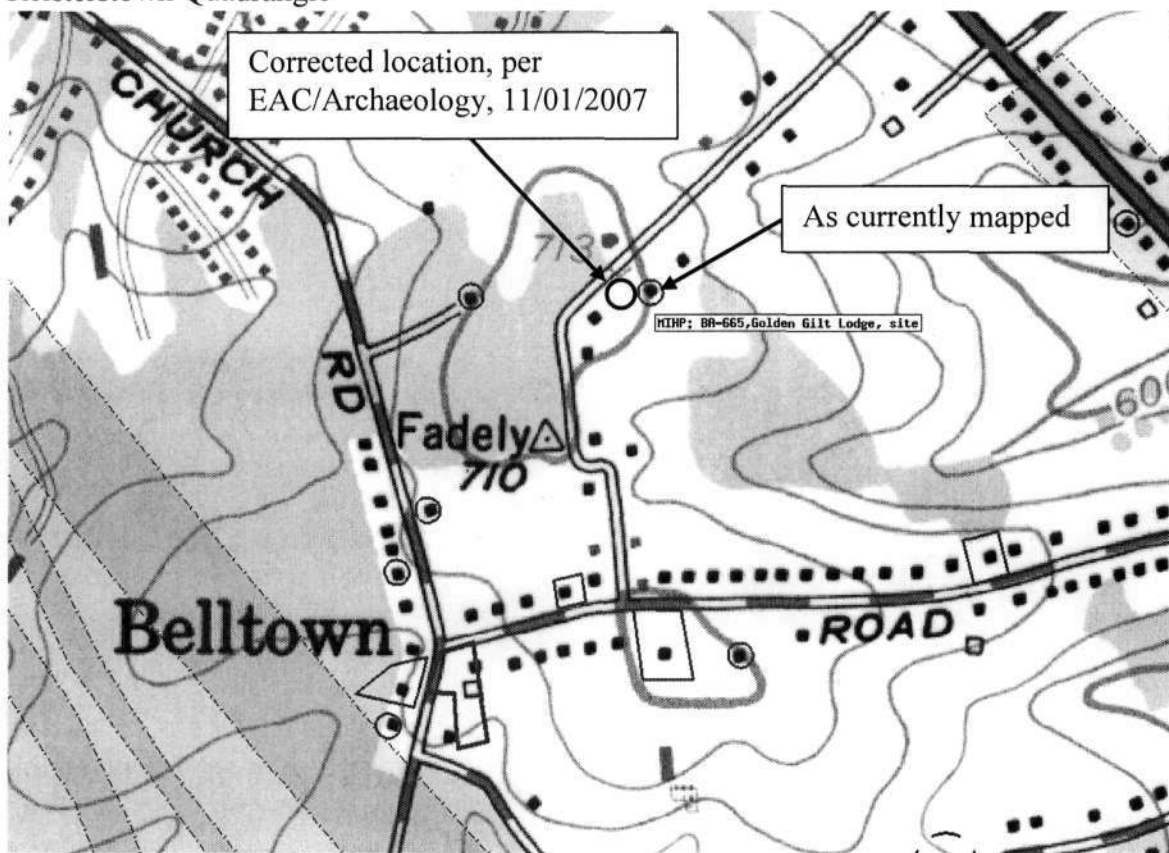 Corrected location, per
EAC/Archaeology, 11/01/2007
CHURCH
As currently mapped
713
MIHP: BA-665,Golden Gilt Lodge, site
RD
600
Fadely
710
Belltown
ROAD